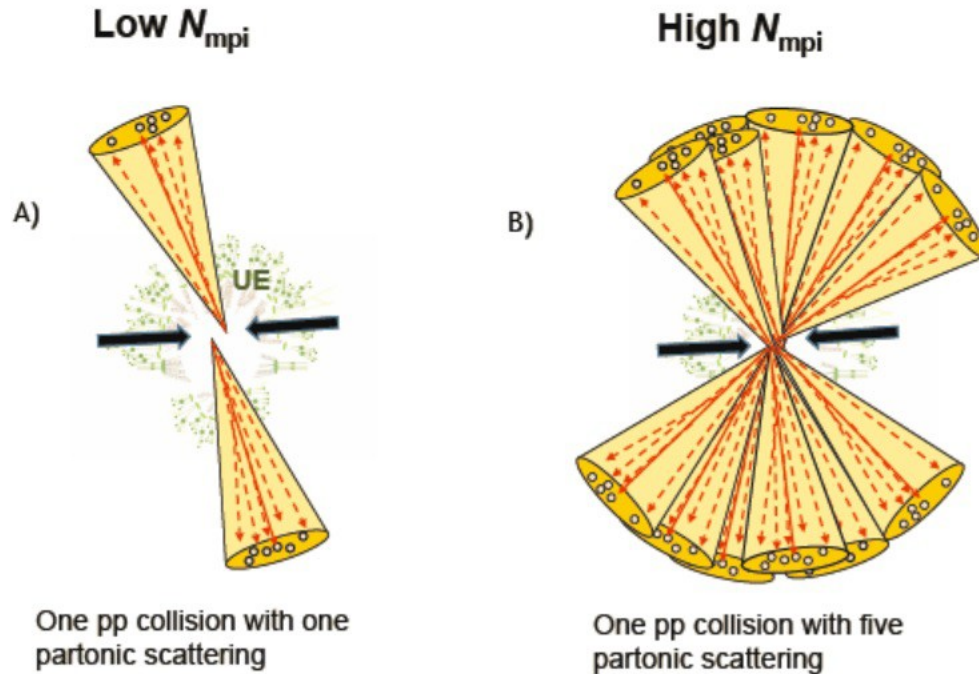 Low Nmpi
High Nmpi
A)
B)
UE
One pp collision with one
partonic scattering
One pp collision with five
partonic scattering